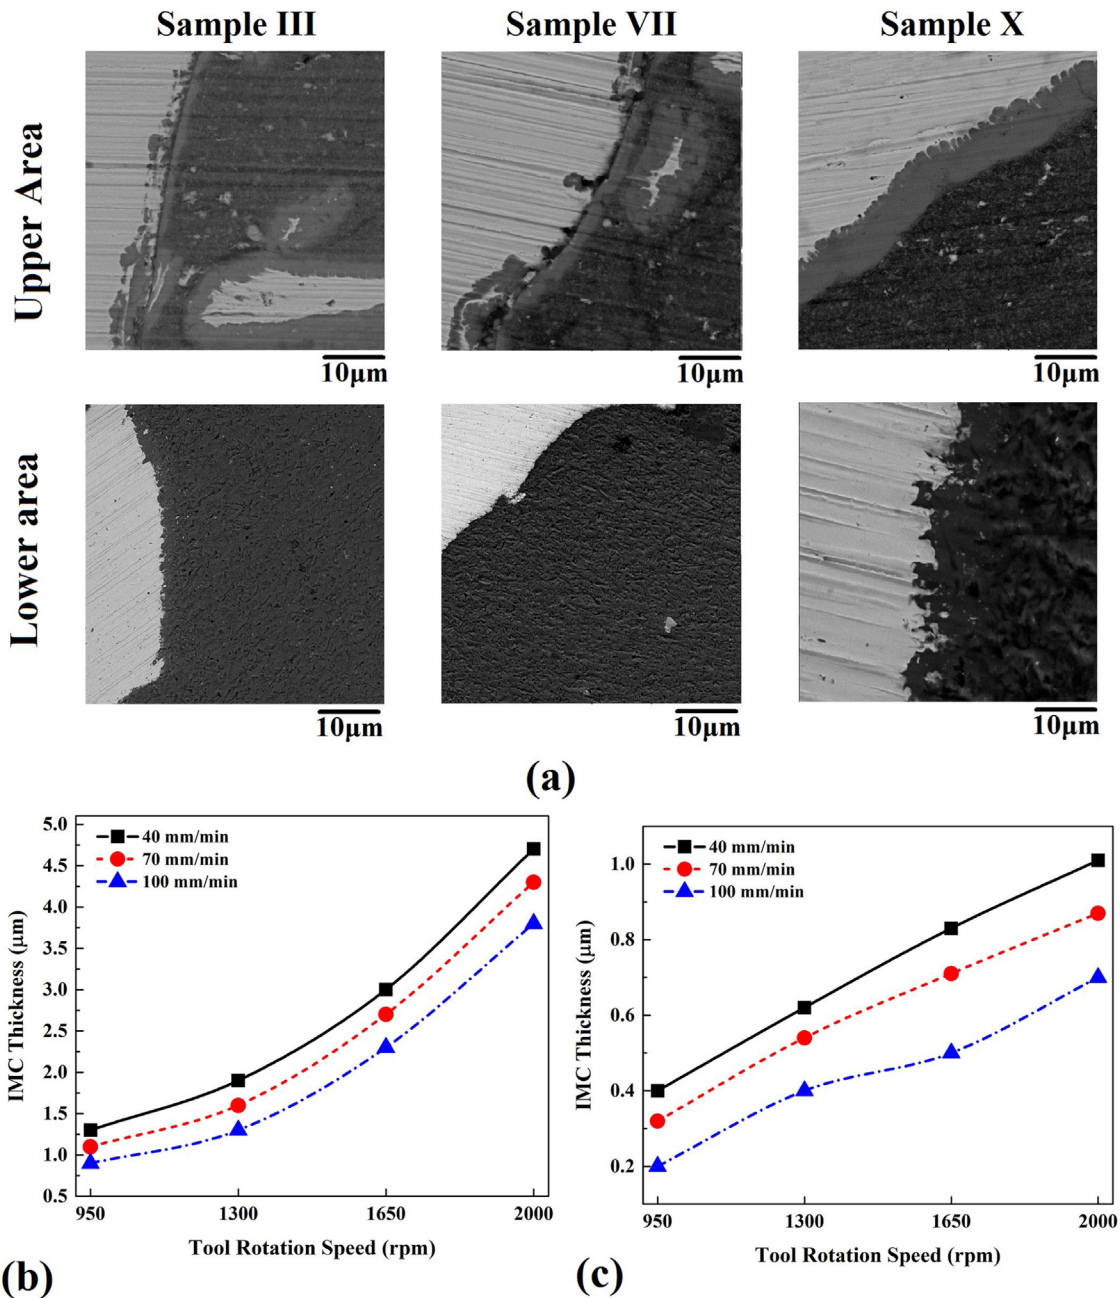 Sample III
Sample VII
Sample X
Upper Area
10μm
10μm
10μm
Lower area
10μm
10μm
10μm
(a)
40 mm/min
70 mm/min
100 mm/min
5.0
4.5
4.0
3.5
3.0
2.5
2.0
1.5
1.0
0.5
IMC Thickness (μm)
950
1300
1650
2000
Tool Rotation Speed (rpm)
(b)
40 mm/min
70 mm/min
100 mm/min
1.0
0.8
0.6
0.4
0.2
IMC Thickness (μm)
950
1300
1650
2000
Tool Rotation Speed (rpm)
(c)